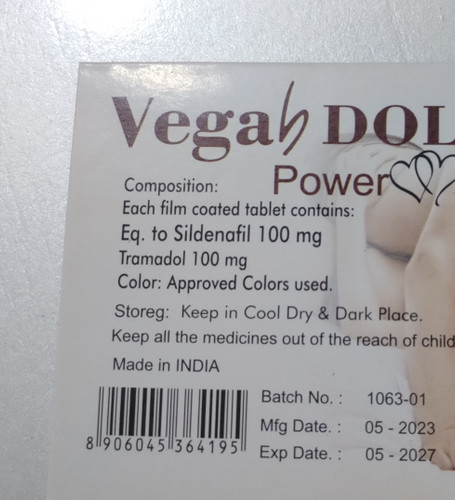 Vegah DOL
Power
Composition:
Each film coated tablet contains:
Eq. to Sildenafil 100 mg
Tramadol 100 mg
Color: Approved Colors used.
Storeg: Keep in Cool Dry & Dark Place.
Keep all the medicines out of the reach of child
Made in INDIA
Batch No. : 1063-01
Mfg Date. : 05 - 2023
Exp Date. : 05 - 2027
8 906045 364195